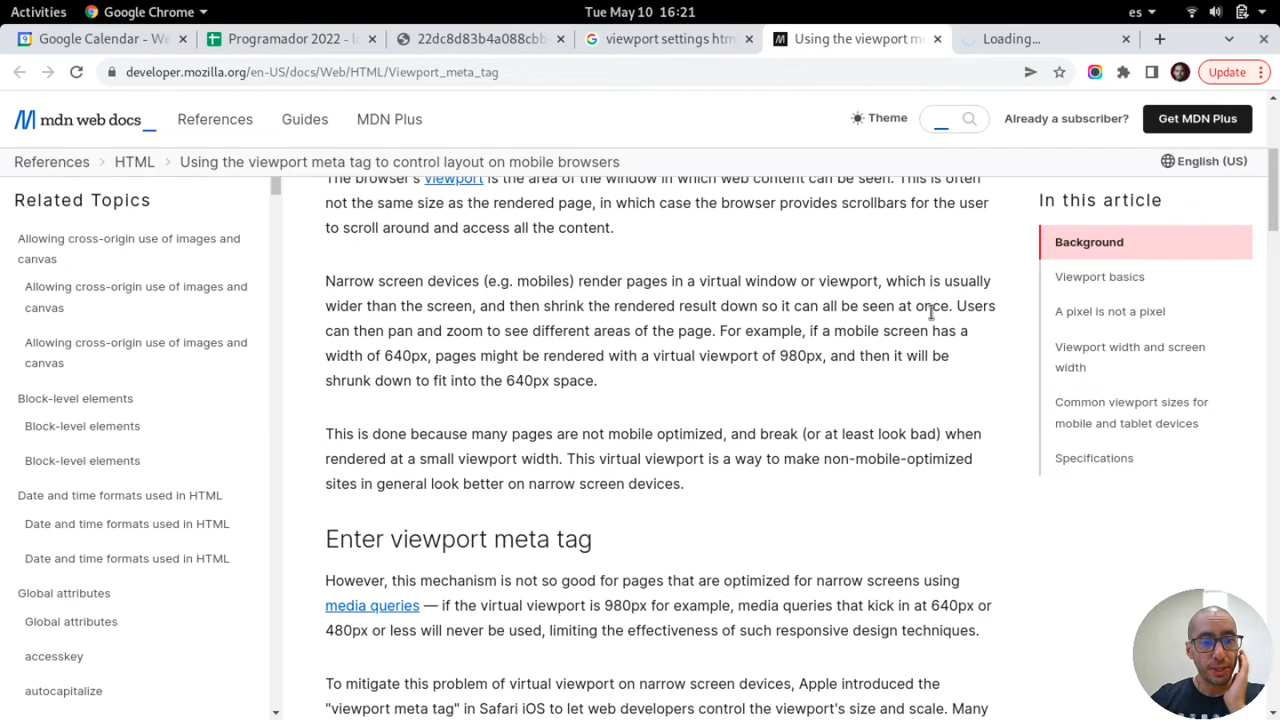 Activities Google Chrome Tue May 10 16:21 es
Google Calendar - We Programador 2022 - lo 22dc8d83b4a088cbb viewport settings htm Using the viewport m Loading...
developer.mozilla.org/en-US/docs/Web/HTML/Viewport_meta_tag Update
mdn web docs_ References Guides MDN Plus Theme Already a subscriber? Get MDN Plus
References HTML Using the viewport meta tag to control layout on mobile browsers English (US)
Related Topics
Allowing cross-origin use of images and
canvas
Allowing cross-origin use of images and
canvas
Allowing cross-origin use of images and
canvas
Block-level elements
Block-level elements
Block-level elements
Date and time formats used in HTML
Date and time formats used in HTML
Date and time formats used in HTML
Global attributes
Global attributes
accesskey
autocapitalize
The browser's viewport is the area of the window in which web content can be seen. This is often
not the same size as the rendered page, in which case the browser provides scrollbars for the user
to scroll around and access all the content.
Narrow screen devices (e.g. mobiles) render pages in a virtual window or viewport, which is usually
wider than the screen, and then shrink the rendered result down so it can all be seen at once. Users
can then pan and zoom to see different areas of the page. For example, if a mobile screen has a
width of 640px, pages might be rendered with a virtual viewport of 980px, and then it will be
shrunk down to fit into the 640px space.
This is done because many pages are not mobile optimized, and break (or at least look bad) when
rendered at a small viewport width. This virtual viewport is a way to make non-mobile-optimized
sites in general look better on narrow screen devices.
Enter viewport meta tag
However, this mechanism is not so good for pages that are optimized for narrow screens using
media queries — if the virtual viewport is 980px for example, media queries that kick in at 640px or
480px or less will never be used, limiting the effectiveness of such responsive design techniques.
To mitigate this problem of virtual viewport on narrow screen devices, Apple introduced the
"viewport meta tag" in Safari iOS to let web developers control the viewport's size and scale. Many
In this article
Background
Viewport basics
A pixel is not a pixel
Viewport width and screen
width
Common viewport sizes for
mobile and tablet devices
Specifications